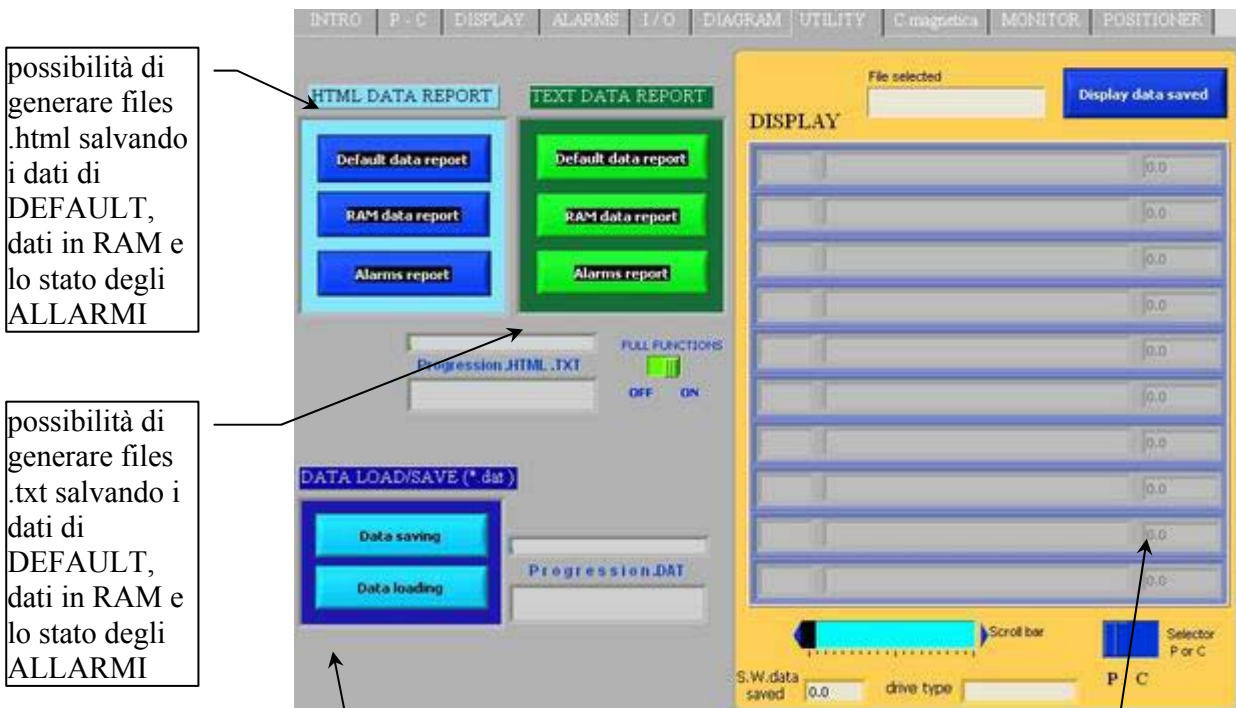 INTRO P - C DISPLAY ALARMS I / O DIAGRAM UTILITY C magnetica MONITOR POSITIONER
possibilità di
generare files
.html salvando
i dati di
DEFAULT,
dati in RAM e
lo stato degli
ALLARMI
possibilità di
generare files
.txt salvando i
dati di
DEFAULT,
dati in RAM e
lo stato degli
ALLARMI
HTML DATA REPORT
Default data report
RAM data report
Alarms report
TEXT DATA REPORT
Default data report
RAM data report
Alarms report
Progression .HTML .TXT
FULL FUNCTIONS
OFF ON
DATA LOAD/SAVE (*.dat )
Data saving
Data loading
Progression .DAT
File selected
Display data saved
DISPLAY
0.0
0.0
0.0
0.0
0.0
0.0
0.0
0.0
0.0
0.0
Scroll bar
Selector
P or C
P C
S.W.data
saved
0.0
drive type